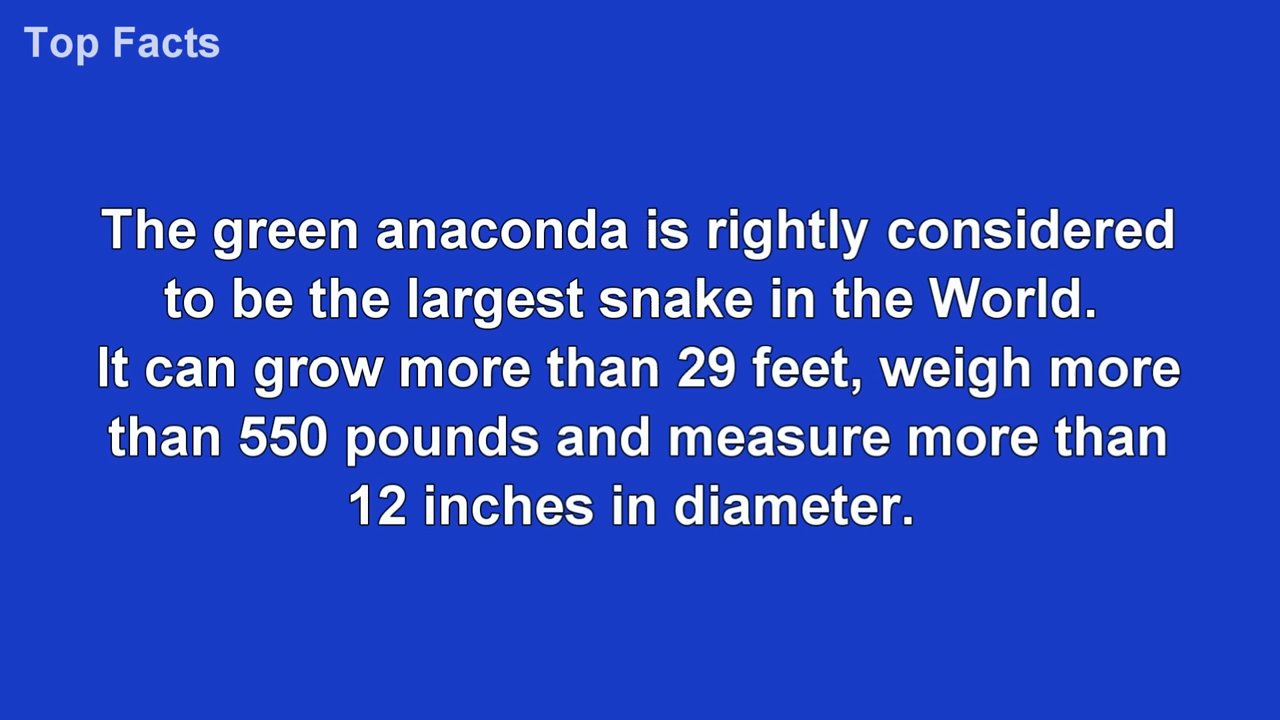 Top Facts
The green anaconda is rightly considered
to be the largest snake in the World.
It can grow more than 29 feet, weigh more
than 550 pounds and measure more than
12 inches in diameter.